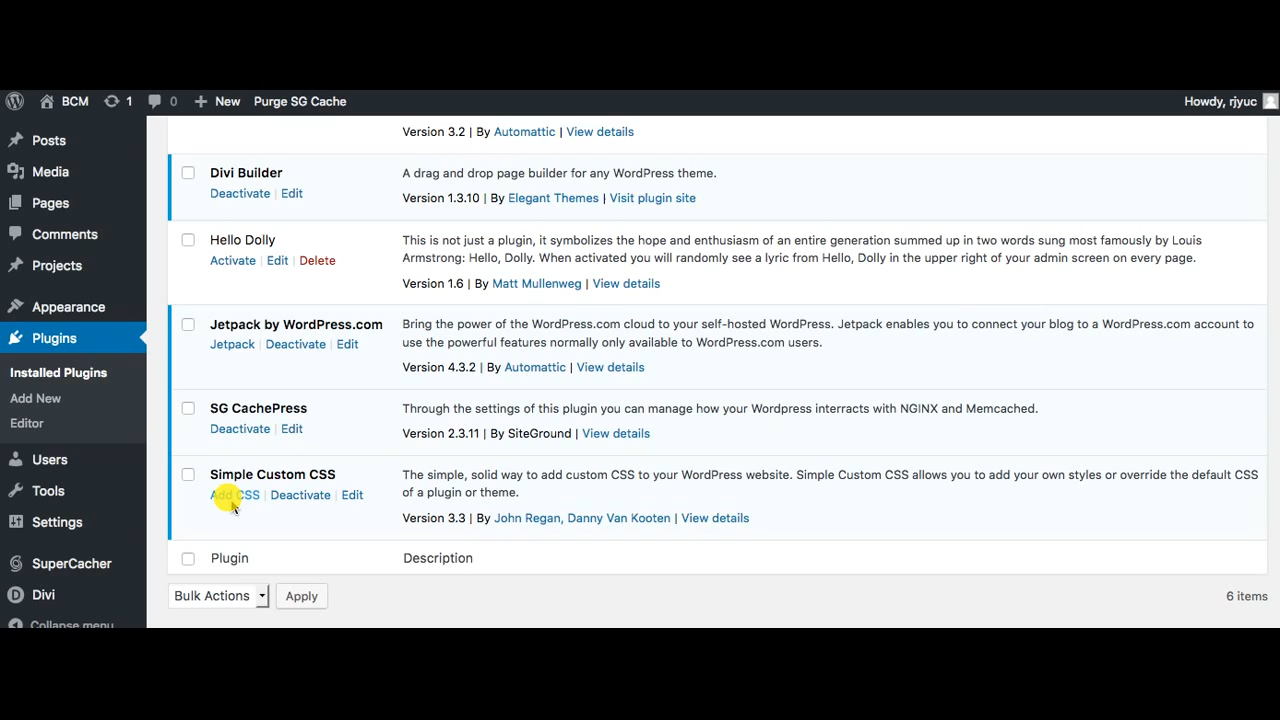 BCM 1 0 New Purge SG Cache Howdy, rjyuc
Posts
Media
Pages
Comments
Projects
Appearance
Plugins
Installed Plugins
Add New
Editor
Users
Tools
Settings
SuperCacher
Divi
Collapse menu
Version 3.2 | By Automattic | View details
Divi Builder
Deactivate | Edit
A drag and drop page builder for any WordPress theme.
Version 1.3.10 | By Elegant Themes | Visit plugin site
Hello Dolly
Activate | Edit | Delete
This is not just a plugin, it symbolizes the hope and enthusiasm of an entire generation summed up in two words sung most famously by Louis
Armstrong: Hello, Dolly. When activated you will randomly see a lyric from Hello, Dolly in the upper right of your admin screen on every page.
Version 1.6 | By Matt Mullenweg | View details
Jetpack by WordPress.com
Jetpack | Deactivate | Edit
Bring the power of the WordPress.com cloud to your self-hosted WordPress. Jetpack enables you to connect your blog to a WordPress.com account to
use the powerful features normally only available to WordPress.com users.
Version 4.3.2 | By Automattic | View details
SG CachePress
Deactivate | Edit
Through the settings of this plugin you can manage how your Wordpress interracts with NGINX and Memcached.
Version 2.3.11 | By SiteGround | View details
Simple Custom CSS
Add CSS | Deactivate | Edit
The simple, solid way to add custom CSS to your WordPress website. Simple Custom CSS allows you to add your own styles or override the default CSS
of a plugin or theme.
Version 3.3 | By John Regan, Danny Van Kooten | View details
Plugin Description
Bulk Actions Apply 6 items